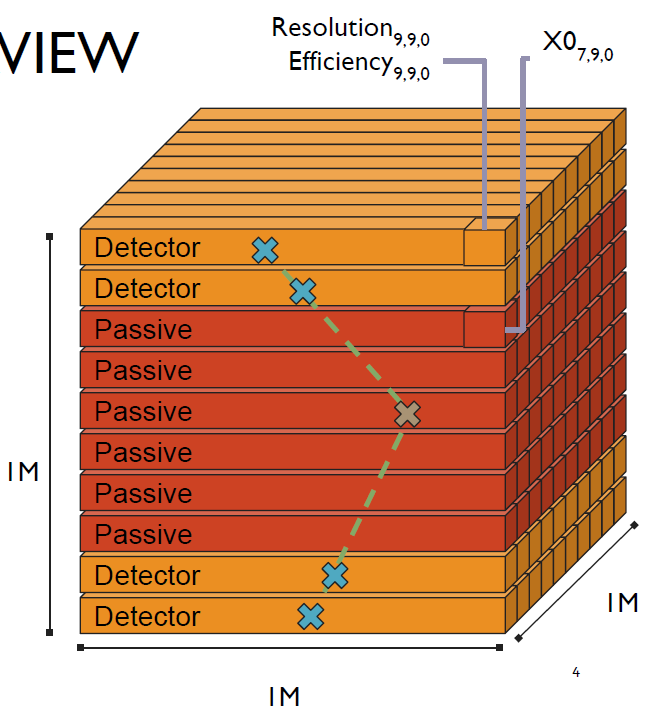 VIEW
Resolution9,9,0
Efficiency9,9,0
X07,9,0
Detector
Detector
Passive
Passive
Passive
Passive
Passive
Passive
Detector
Detector
1M
1M
1M
4